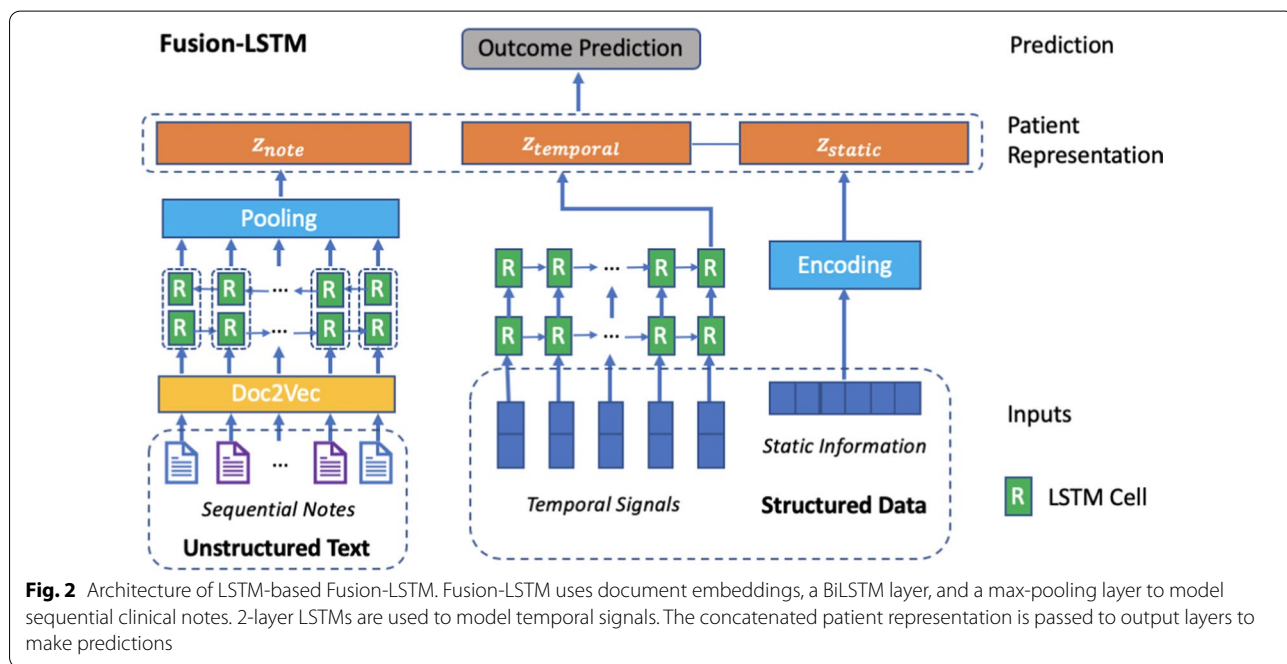 Fusion-LSTM
Outcome Prediction
Prediction
z_note
z_temporal
z_static
Patient
Representation
Pooling
R R ... R R
R R ... R R
Doc2Vec
...
Sequential Notes
Unstructured Text
R R ... R R
R R ... R R
Encoding
Temporal Signals
Static Information
Structured Data
Inputs
R LSTM Cell
Fig. 2 Architecture of LSTM-based Fusion-LSTM. Fusion-LSTM uses document embeddings, a BiLSTM layer, and a max-pooling layer to model
sequential clinical notes. 2-layer LSTMs are used to model temporal signals. The concatenated patient representation is passed to output layers to
make predictions